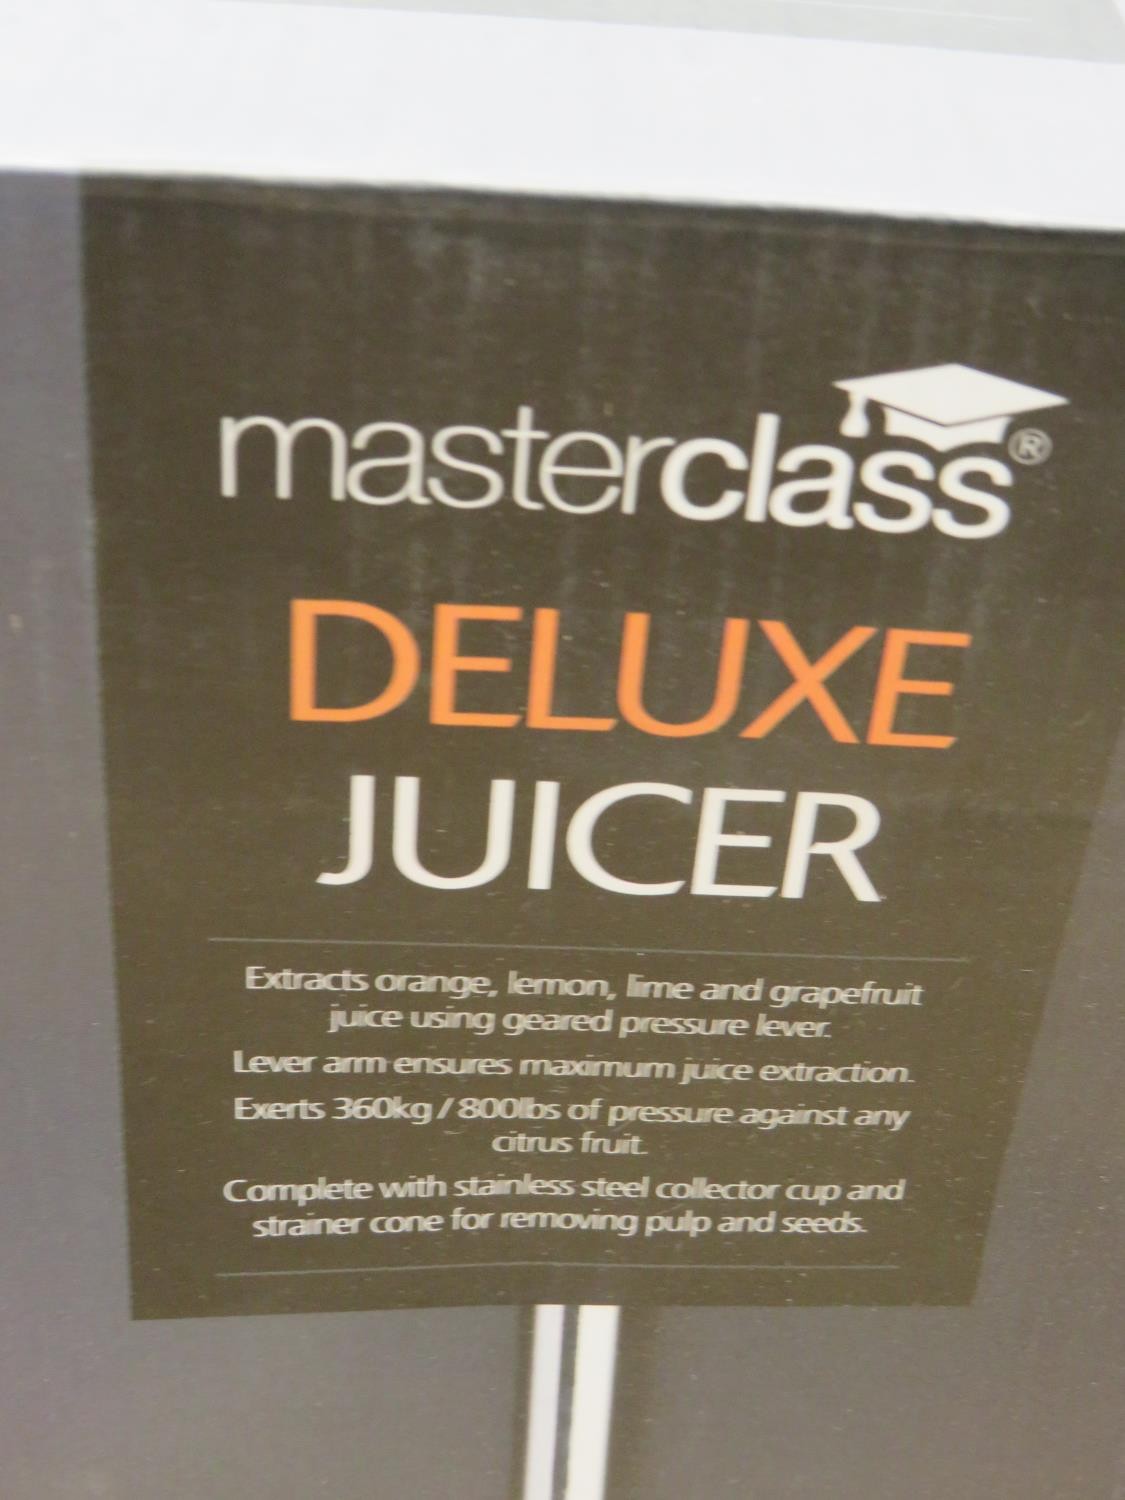 masterclass®
DELUXE
JUICER
Extracts orange, lemon, lime and grapefruit
juice using geared pressure lever.
Lever arm ensures maximum juice extraction.
Exerts 360kg / 800lbs of pressure against any
citrus fruit.
Complete with stainless steel collector cup and
strainer cone for removing pulp and seeds.